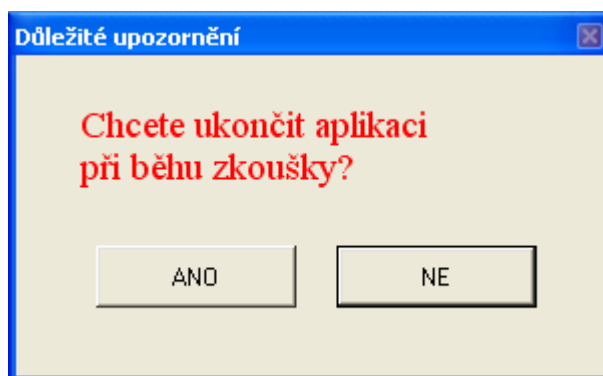 Důležité upozornění
Chcete ukončit aplikaci
při běhu zkoušky?
ANO
NE